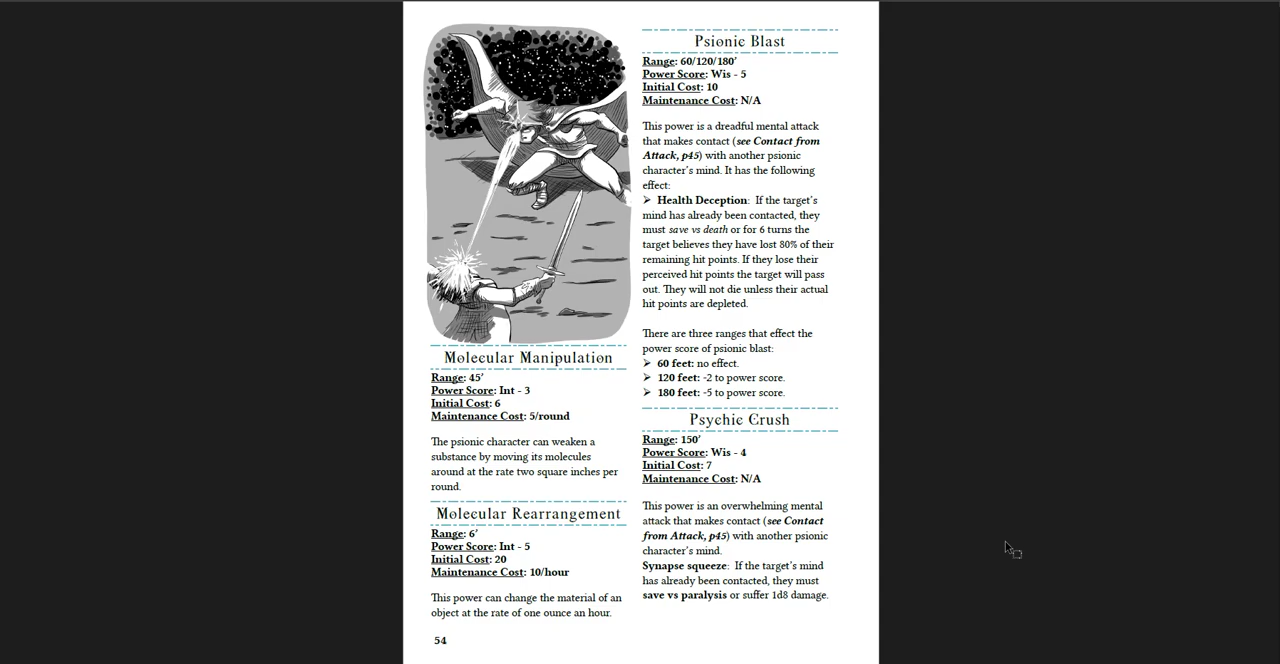 Molecular Manipulation
Range: 45'
Power Score: Int - 3
Initial Cost: 6
Maintenance Cost: 5/round
The psionic character can weaken a
substance by moving its molecules
around at the rate two square inches per
round.
Molecular Rearrangement
Range: 6'
Power Score: Int - 5
Initial Cost: 20
Maintenance Cost: 10/hour
This power can change the material of an
object at the rate of one ounce an hour.
54
Psionic Blast
Range: 60/120/180'
Power Score: Wis - 5
Initial Cost: 10
Maintenance Cost: N/A
This power is a dreadful mental attack
that makes contact (see Contact from
Attack, p45) with another psionic
character's mind. It has the following
effect:
➢ Health Deception: If the target's
mind has already been contacted, they
must save vs death or for 6 turns the
target believes they have lost 80% of their
remaining hit points. If they lose their
perceived hit points the target will pass
out. They will not die unless their actual
hit points are depleted.
There are three ranges that effect the
power score of psionic blast:
➢ 60 feet: no effect.
➢ 120 feet: -2 to power score.
➢ 180 feet: -5 to power score.
Psychic Crush
Range: 150'
Power Score: Wis - 4
Initial Cost: 7
Maintenance Cost: N/A
This power is an overwhelming mental
attack that makes contact (see Contact
from Attack, p45) with another psionic
character's mind.
Synapse squeeze: If the target's mind
has already been contacted, they must
save vs paralysis or suffer 1d8 damage.